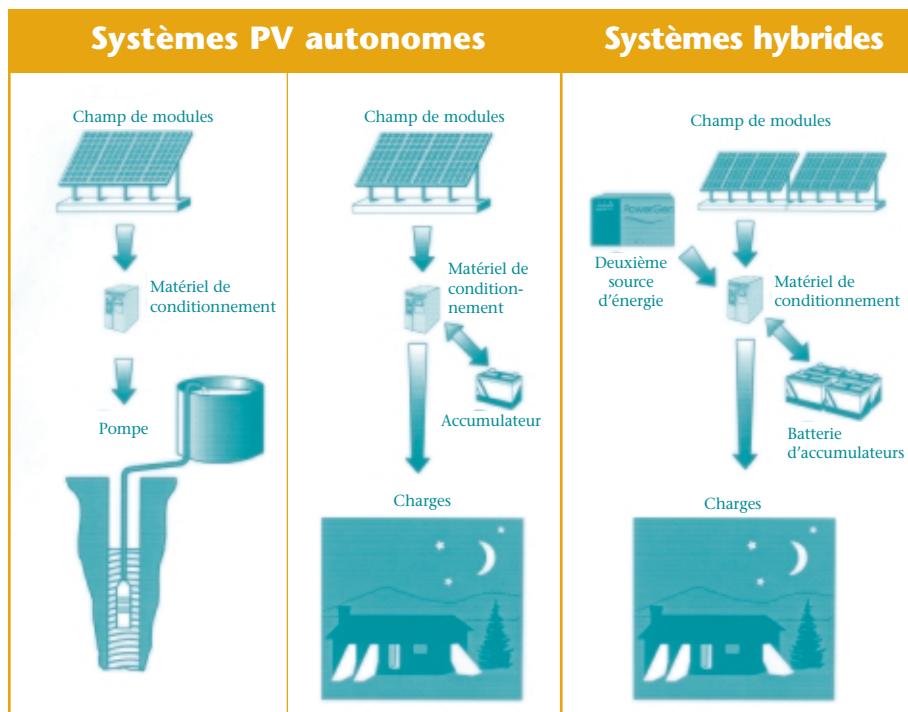 Systèmes PV autonomes
Systèmes hybrides
Champ de modules
Matériel de
conditionnement
Pompe
Champ de modules
Matériel de
condition-
nement
Accumulateur
Charges
Champ de modules
PowerGen
Deuxième
source
d'énergie
Matériel de
conditionnement
Batterie
d'accumulateurs
Charges